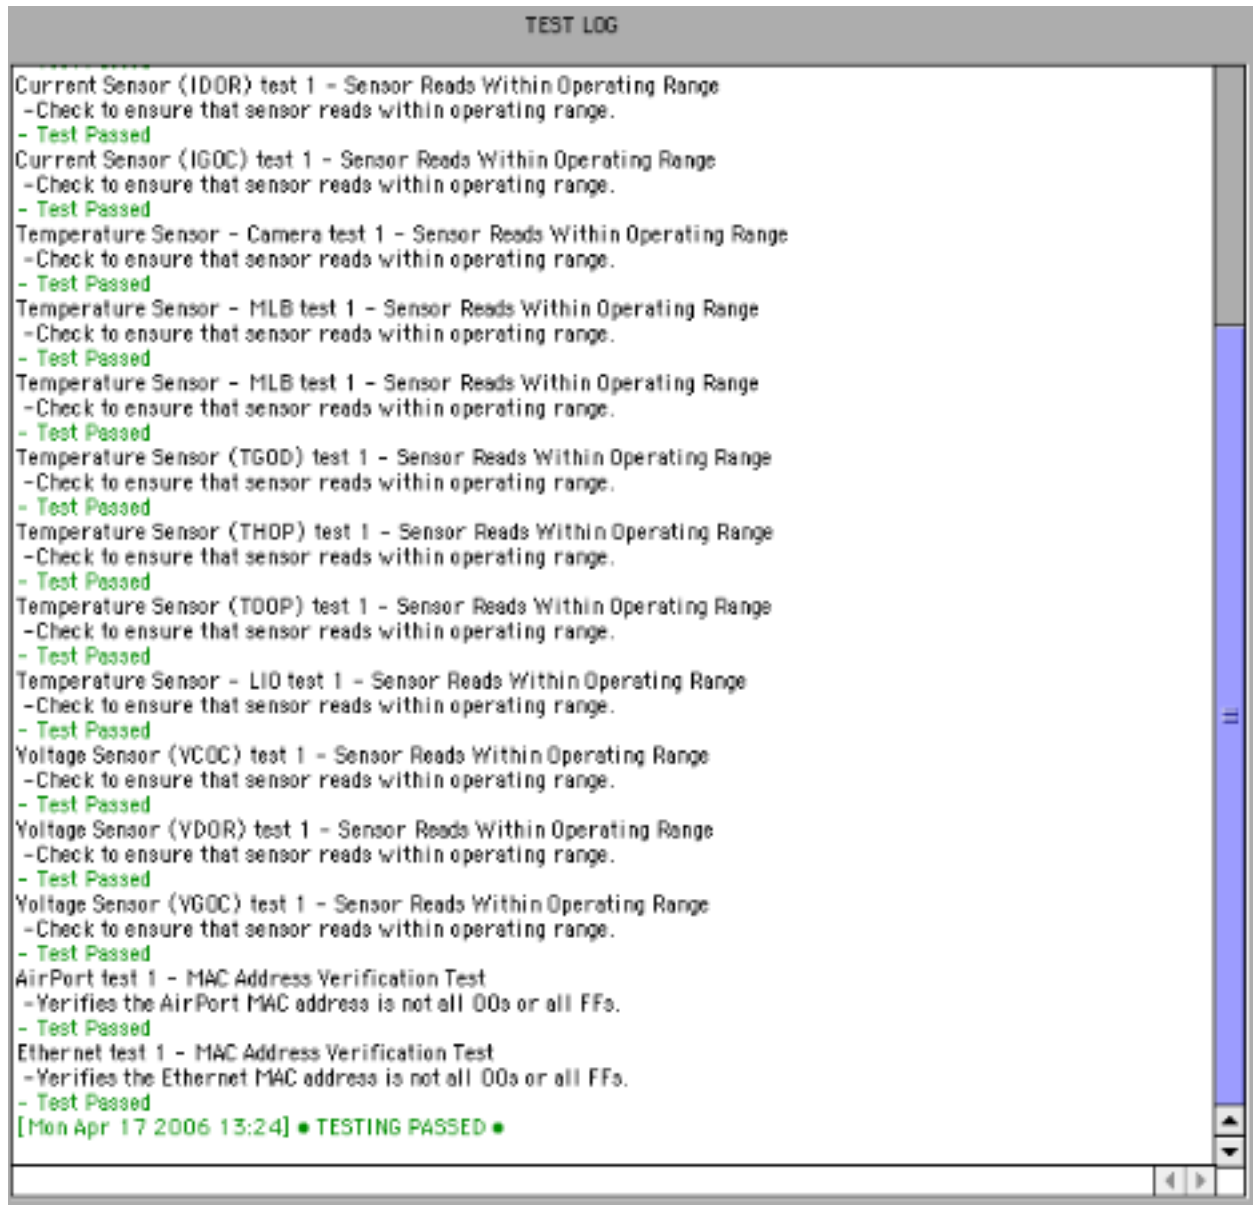 TEST LOG
Current Sensor (ID0R) test 1 - Sensor Reads Within Operating Range
-Check to ensure that sensor reads within operating range.
- Test Passed
Current Sensor (IG0C) test 1 - Sensor Reads Within Operating Range
-Check to ensure that sensor reads within operating range.
- Test Passed
Temperature Sensor - Camera test 1 - Sensor Reads Within Operating Range
-Check to ensure that sensor reads within operating range.
- Test Passed
Temperature Sensor - MLB test 1 - Sensor Reads Within Operating Range
-Check to ensure that sensor reads within operating range.
- Test Passed
Temperature Sensor - MLB test 1 - Sensor Reads Within Operating Range
-Check to ensure that sensor reads within operating range.
- Test Passed
Temperature Sensor (TG0D) test 1 - Sensor Reads Within Operating Range
-Check to ensure that sensor reads within operating range.
- Test Passed
Temperature Sensor (TH0P) test 1 - Sensor Reads Within Operating Range
-Check to ensure that sensor reads within operating range.
- Test Passed
Temperature Sensor (TO0P) test 1 - Sensor Reads Within Operating Range
-Check to ensure that sensor reads within operating range.
- Test Passed
Temperature Sensor - LIO test 1 - Sensor Reads Within Operating Range
-Check to ensure that sensor reads within operating range.
- Test Passed
Voltage Sensor (VC0C) test 1 - Sensor Reads Within Operating Range
-Check to ensure that sensor reads within operating range.
- Test Passed
Voltage Sensor (VD0R) test 1 - Sensor Reads Within Operating Range
-Check to ensure that sensor reads within operating range.
- Test Passed
Voltage Sensor (VG0C) test 1 - Sensor Reads Within Operating Range
-Check to ensure that sensor reads within operating range.
- Test Passed
AirPort test 1 - MAC Address Verification Test
-Verifies the AirPort MAC address is not all 00s or all FFs.
- Test Passed
Ethernet test 1 - MAC Address Verification Test
-Verifies the Ethernet MAC address is not all 00s or all FFs.
- Test Passed
[Mon Apr 17 2006 13:24] • TESTING PASSED •